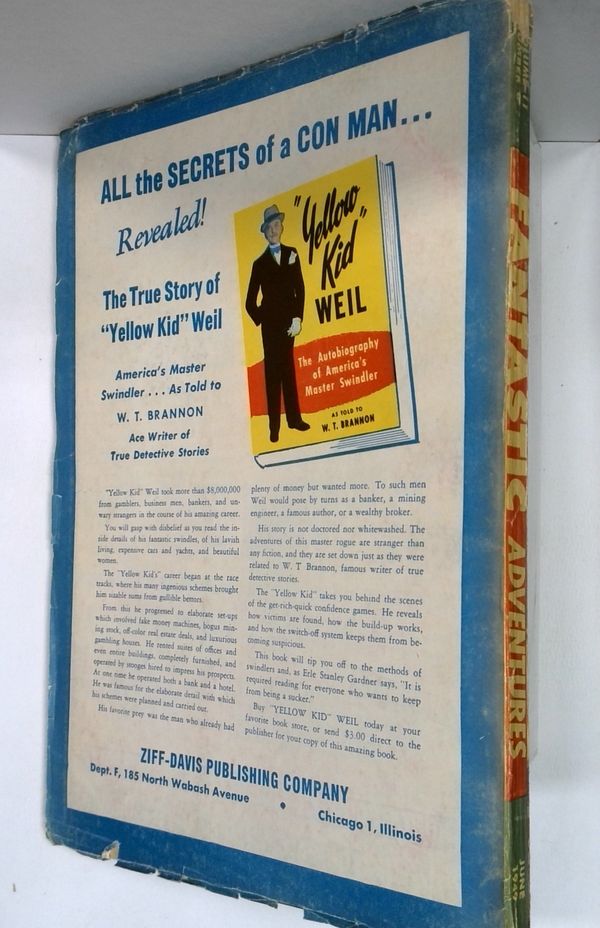 ALL the SECRETS of a CON MAN...
Revealed!
The True Story of
"Yellow Kid" Weil
America's Master
Swindler . . . As Told to
W. T. BRANNON
Ace Writer of
True Detective Stories
"Yellow
Kid"
WEIL
The Autobiography
of America's
Master Swindler
AS TOLD TO
W. T. BRANNON
"Yellow Kid" Weil took more than $8,000,000
from gamblers, business men, bankers, and un-
wary strangers in the course of his amazing career.
You will gasp with disbelief as you read the in-
side details of his fantastic swindles, of his lavish
living, expensive cars and yachts, and beautiful
women.
The "Yellow Kid's" career began at the race
tracks, where his many ingenious schemes brought
him sizable sums from gullible bettors.
From this he progressed to elaborate set-ups
which involved fake money machines, bogus min-
ing stock, off-color real estate deals, and luxurious
gambling houses. He rented suites of offices and
even entire buildings, completely furnished, and
operated by stooges hired to impress his prospects.
At one time he operated both a bank and a hotel.
He was famous for the elaborate detail with which
his schemes were planned and carried out.
His favorite prey was the man who already had
plenty of money but wanted more. To such men
Weil would pose by turns as a banker, a mining
engineer, a famous author, or a wealthy broker.
His story is not doctored nor whitewashed. The
adventures of this master rogue are stranger than
any fiction, and they are set down just as they were
related to W. T. Brannon, famous writer of true
detective stories.
The "Yellow Kid" takes you behind the scenes
of the get-rich-quick confidence games. He reveals
how victims are found, how the build-up works,
and how the switch-off system keeps them from be-
coming suspicious.
This book will tip you off to the methods of
swindlers and, as Erle Stanley Gardner says, "It is
required reading for everyone who wants to keep
from being a sucker."
Buy "YELLOW KID" WEIL today at your
favorite book store, or send $3.00 direct to the
publisher for your copy of this amazing book.
ZIFF-DAVIS PUBLISHING COMPANY
Dept. F, 185 North Wabash Avenue • Chicago 1, Illinois
VOLUME 11
FANTASTIC ADVENTURES
JUNE
1949